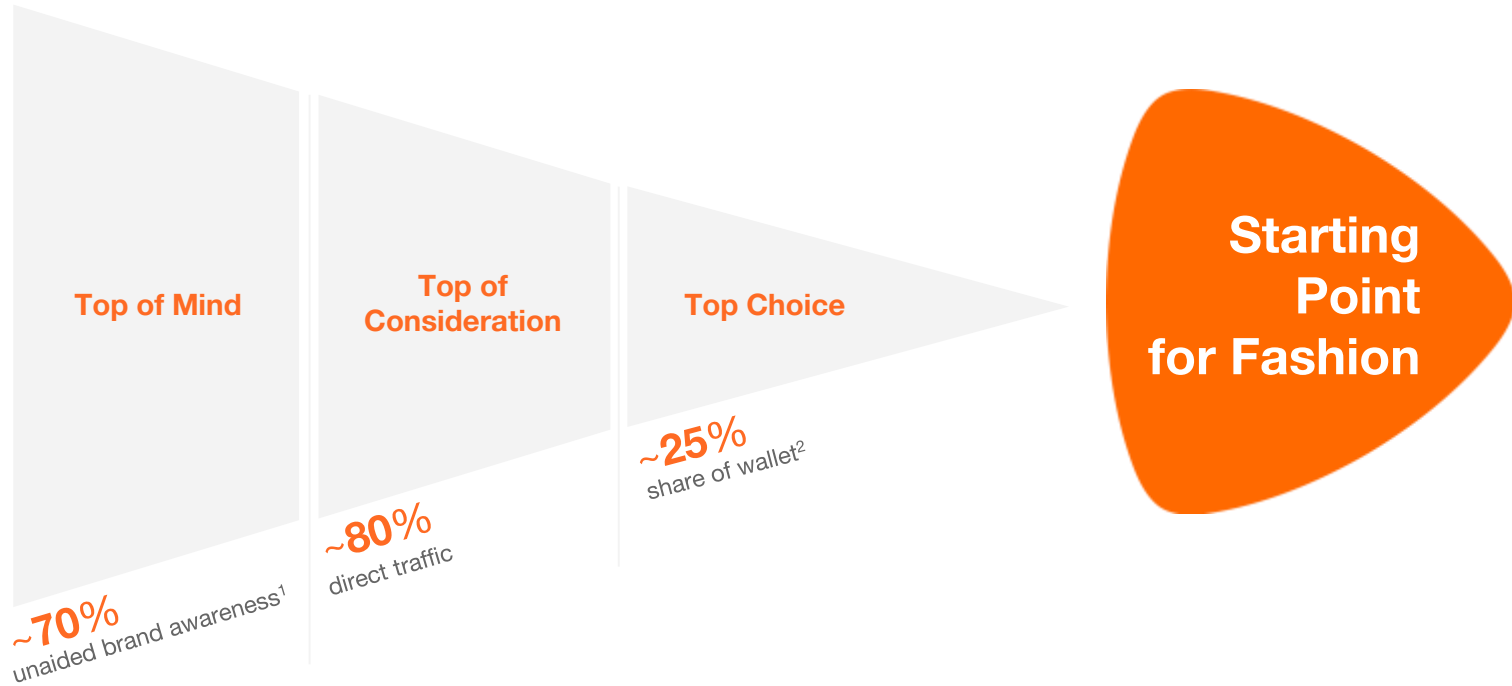 Top of Mind
~70%
unaided brand awareness¹
Top of
Consideration
~80%
direct traffic
Top Choice
~25%
share of wallet²
Starting
Point
for Fashion